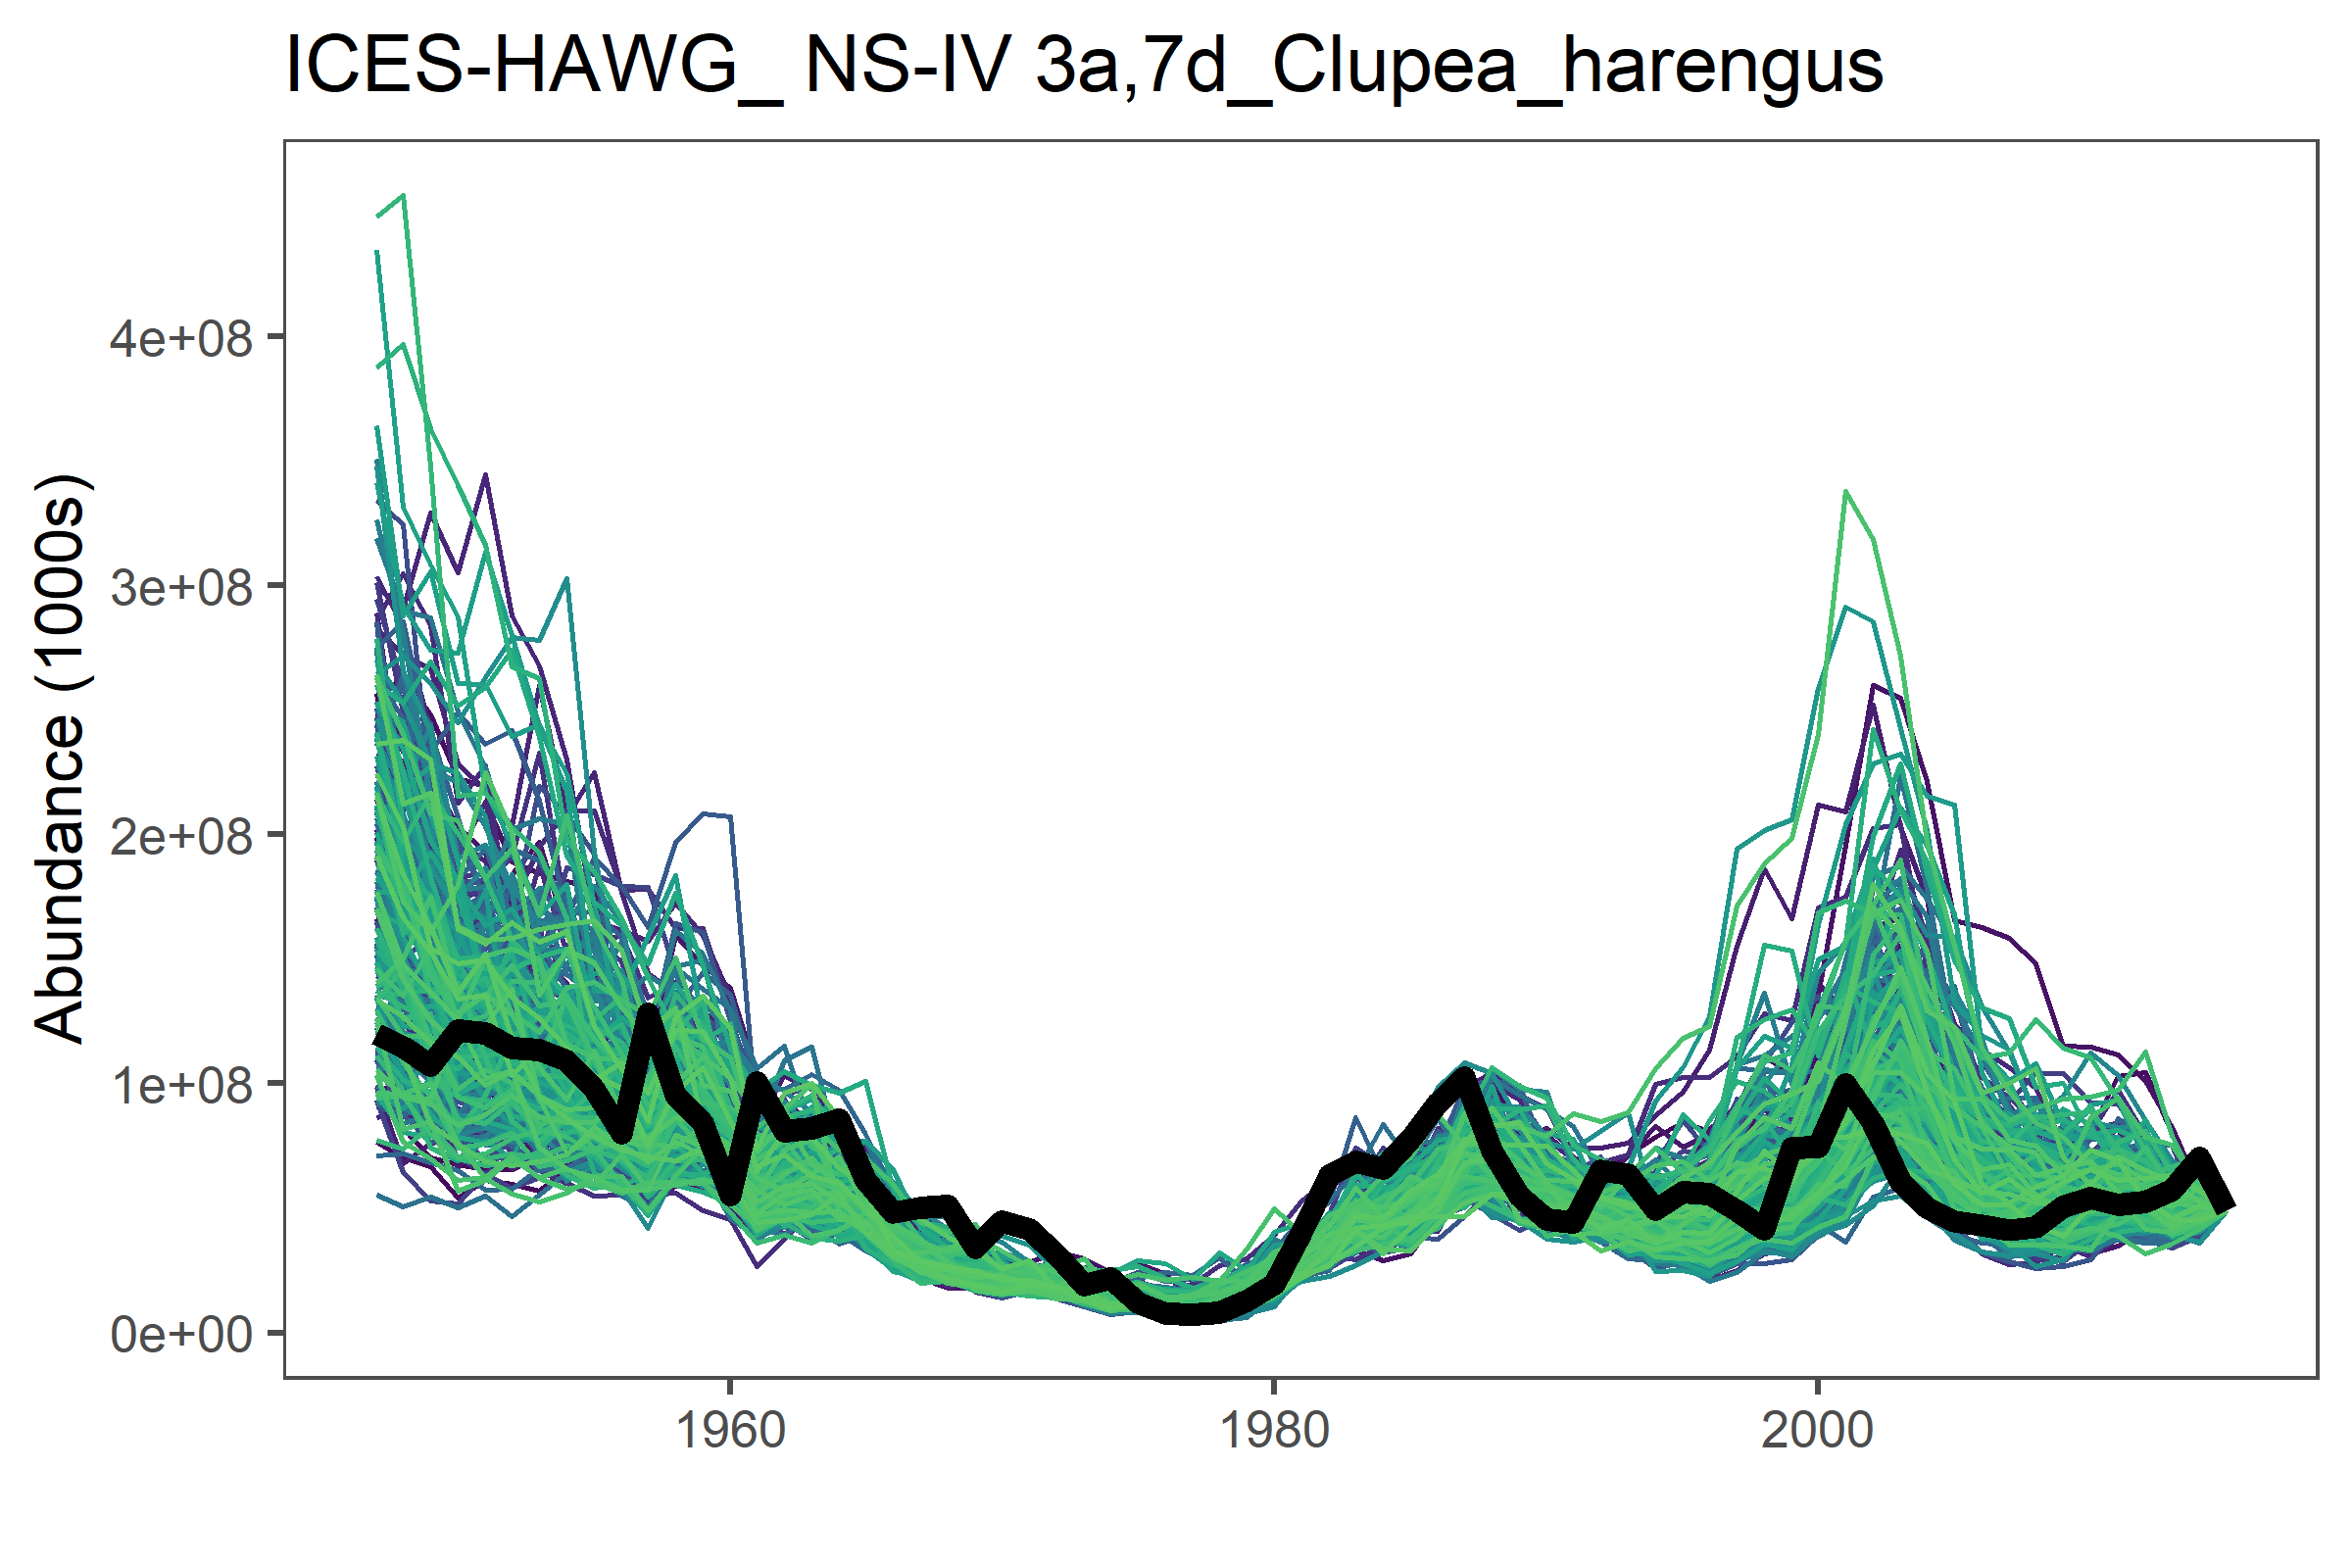 ICES-HAWG_ NS-IV 3a,7d_Clupea_harengus
Abundance (1000s)
4e+08
3e+08
2e+08
1e+08
0e+00
1960
1980
2000